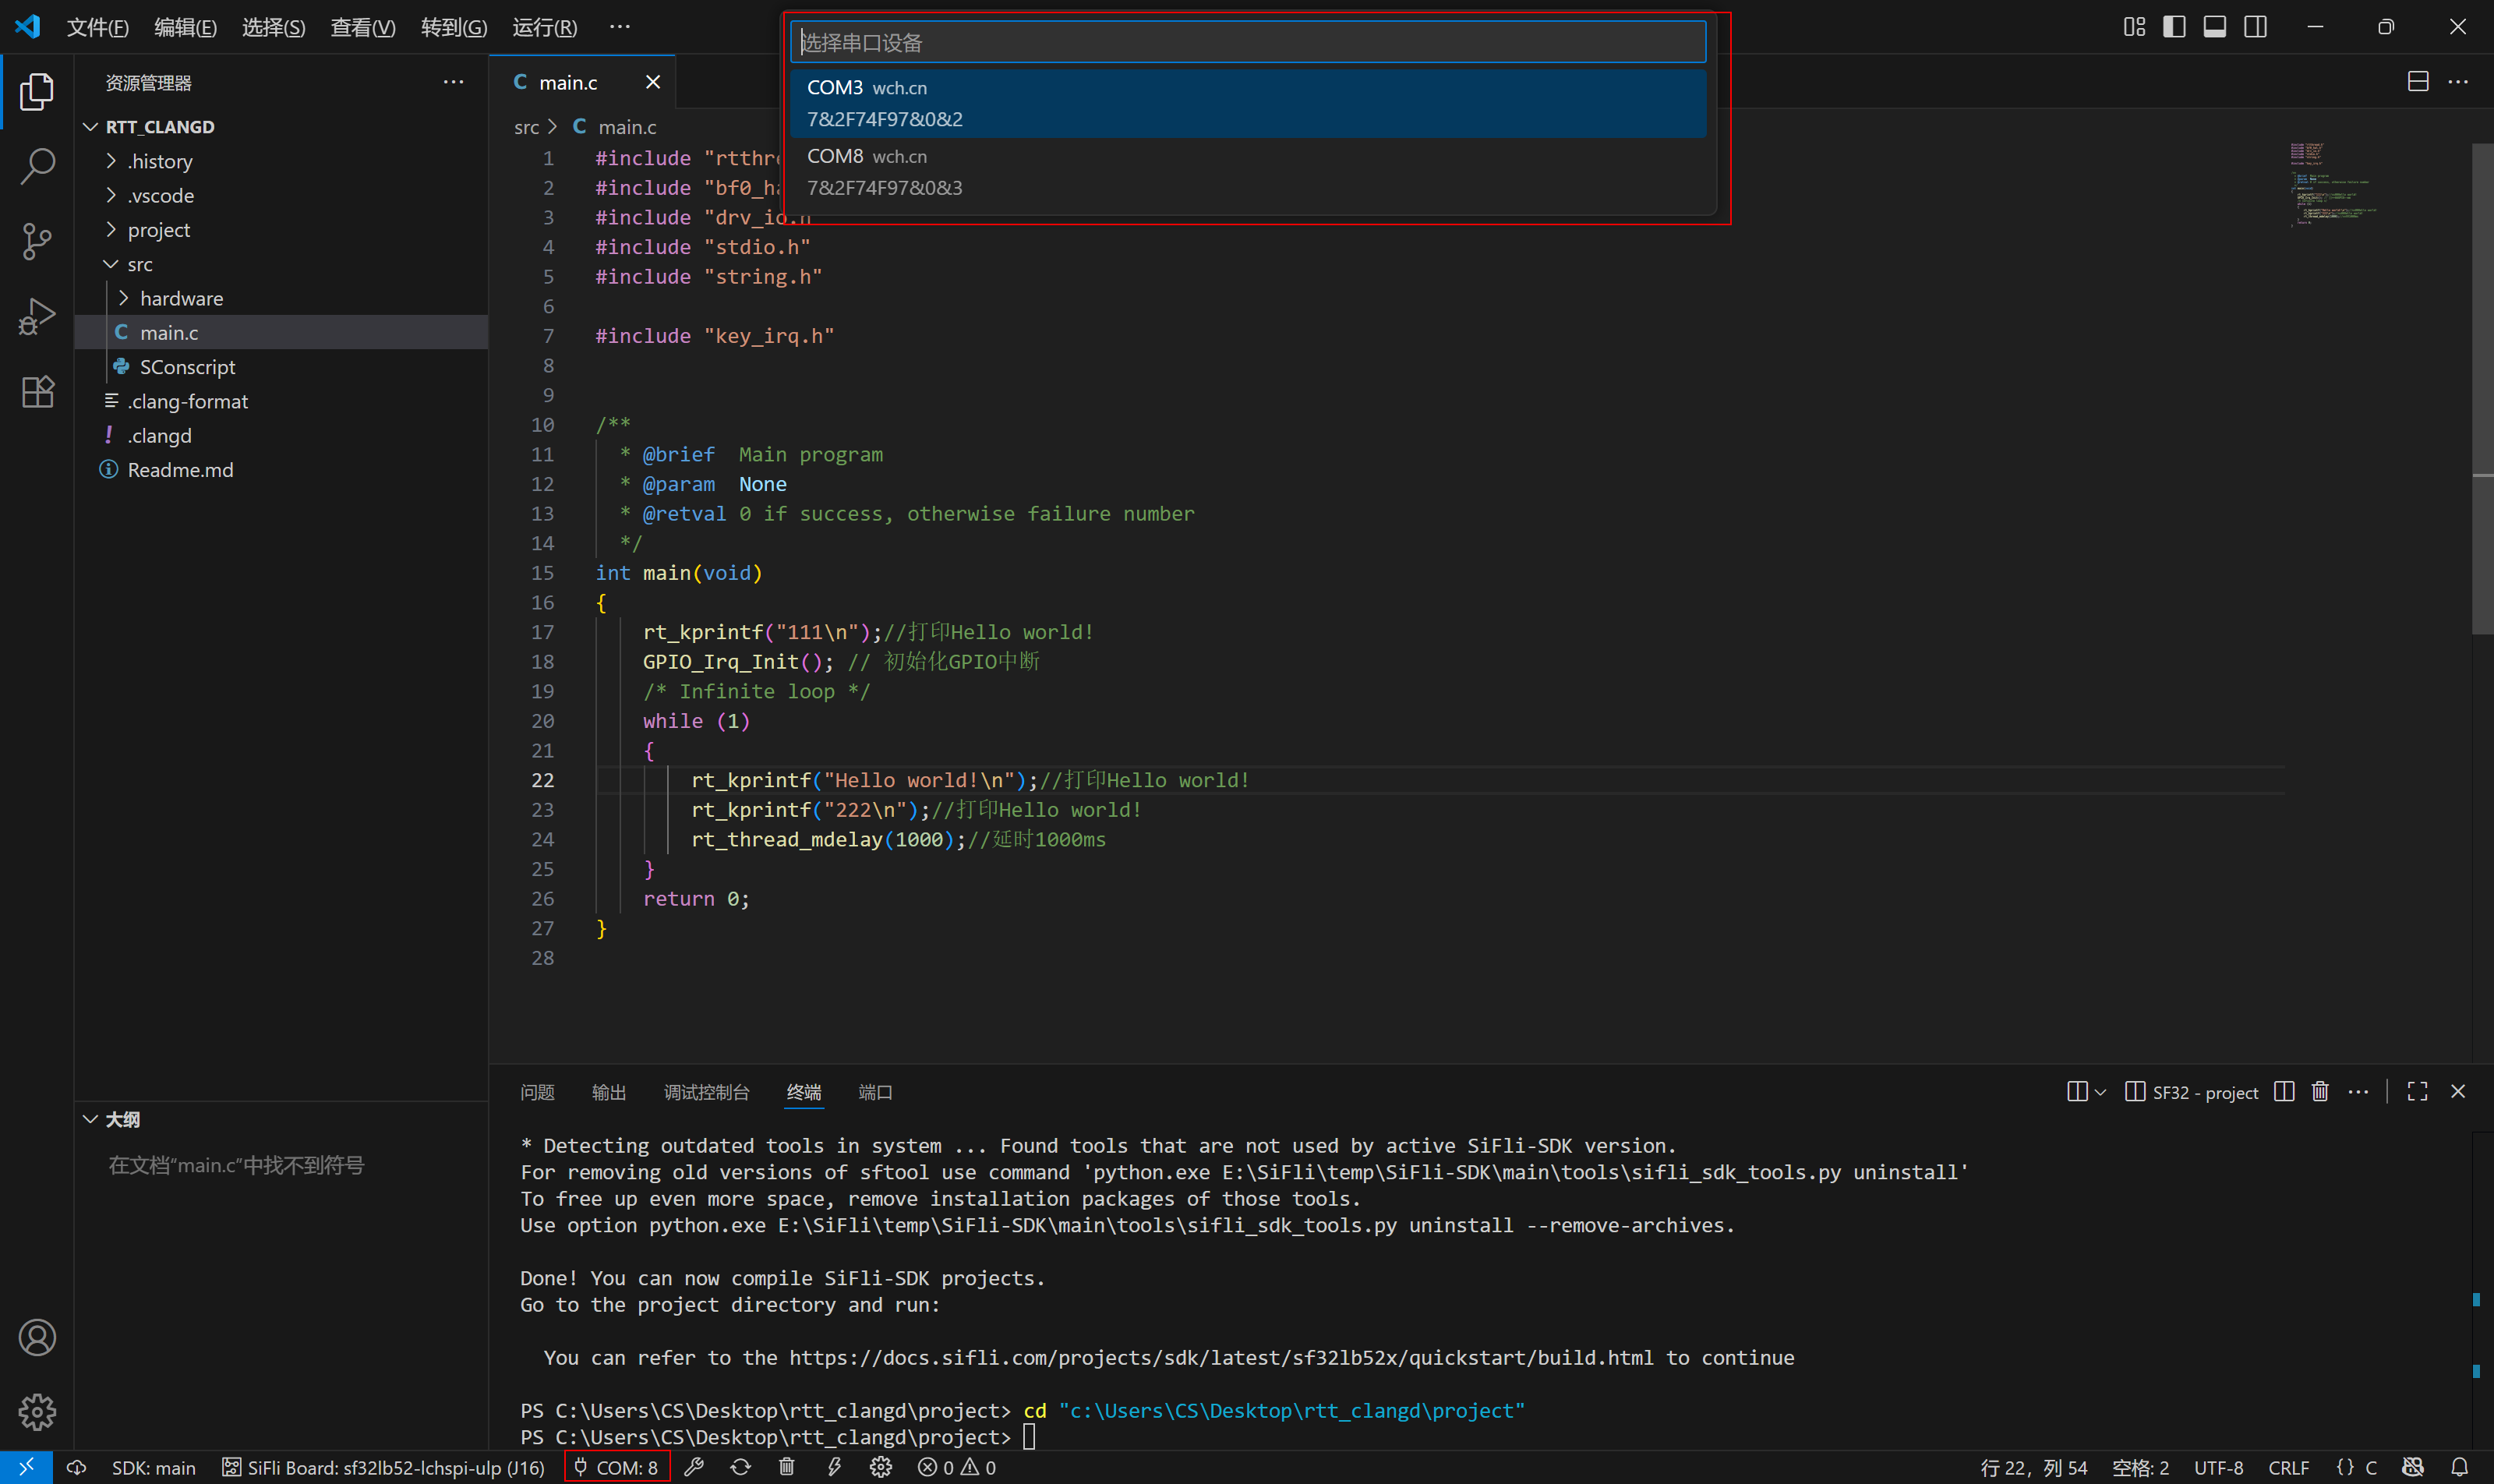 文件(F) 编辑(E) 选择(S) 查看(V) 转到(G) 运行(R) ···
选择串口设备
COM3 wch.cn
7&2F74F97&0&2
COM8 wch.cn
7&2F74F97&0&3
资源管理器
RTT_CLANGD
.history
.vscode
project
src
hardware
C main.c
SConscript
.clang-format
! .clangd
Readme.md
大纲
在文档“main.c”中找不到符号
C main.c
src > C main.c
1 #include "rtthre
2 #include "bf0_ha
3 #include "drv_io.h"
4 #include "stdio.h"
5 #include "string.h"
6
7 #include "key_irq.h"
8
9
10 /**
11 * @brief  Main program
12 * @param  None
13 * @retval 0 if success, otherwise failure number
14 */
15 int main(void)
16 {
17 rt_kprintf("111\n");//打印Hello world!
18 GPIO_Irq_Init(); // 初始化GPIO中断
19 /* Infinite loop */
20 while (1)
21 {
22 rt_kprintf("Hello world!\n");//打印Hello world!
23 rt_kprintf("222\n");//打印Hello world!
24 rt_thread_mdelay(1000);//延时1000ms
25 }
26 return 0;
27 }
28
问题 输出 调试控制台 终端 端口
SF32 - project
* Detecting outdated tools in system ... Found tools that are not used by active SiFli-SDK version.
For removing old versions of sftool use command 'python.exe E:\SiFli\temp\SiFli-SDK\main\tools\sifli_sdk_tools.py uninstall'
To free up even more space, remove installation packages of those tools.
Use option python.exe E:\SiFli\temp\SiFli-SDK\main\tools\sifli_sdk_tools.py uninstall --remove-archives.
Done! You can now compile SiFli-SDK projects.
Go to the project directory and run:
You can refer to the https://docs.sifli.com/projects/sdk/latest/sf32lb52x/quickstart/build.html to continue
PS C:\Users\CS\Desktop\rtt_clangd\project> cd "c:\Users\CS\Desktop\rtt_clangd\project"
PS C:\Users\CS\Desktop\rtt_clangd\project>
SDK: main SiFli Board: sf32lb52-lchspi-ulp (J16) COM: 8 0 0 行 22，列 54 空格: 2 UTF-8 CRLF {} C